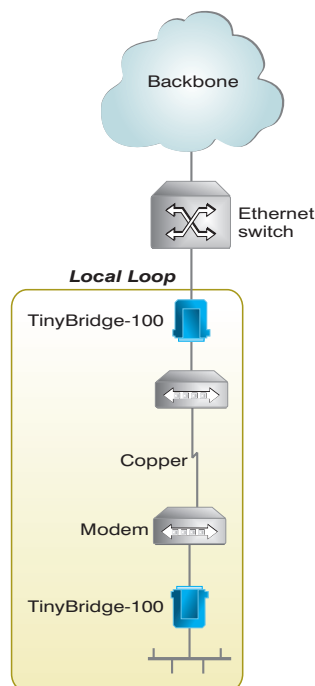 Backbone
Ethernet
switch
Local Loop
TinyBridge-100
Copper
Modem
TinyBridge-100